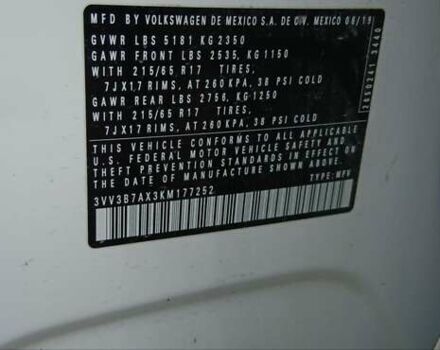 MFD BY VOLKSWAGEN DE MEXICO S.A. DE C.V. MEXICO 06/19
GVWR LBS 5181 KG 2350
GAWR FRONT LBS 2535, KG 1150
WITH 215/65 R17 TIRES,
7JX17 RIMS, AT 260 KPA, 38 PSI COLD
GAWR REAR LBS 2756, KG 1250
WITH 215/65 R17 TIRES,
7JX17 RIMS, AT 260 KPA, 38 PSI COLD
THIS VEHICLE CONFORMS TO ALL APPLICABLE
U.S. FEDERAL MOTOR VEHICLE SAFETY AND
THEFT PREVENTION STANDARDS IN EFFECT ON
THE DATE OF MANUFACTURE SHOWN ABOVE.
3VV3B7AX3KM177252 TYPE: MPV